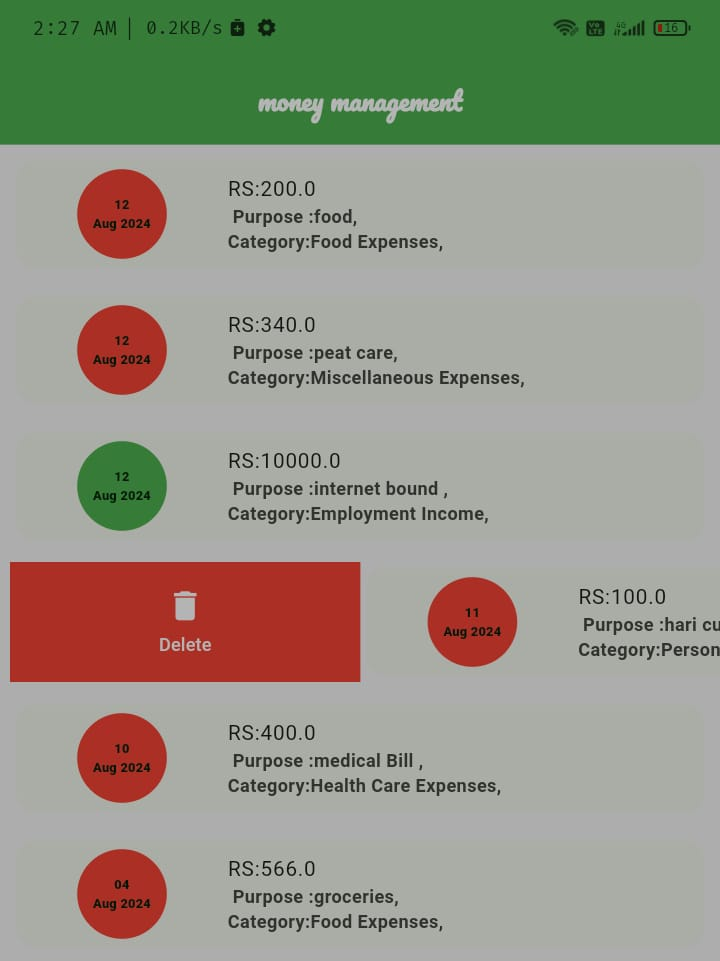 2:27 AM | 0.2KB/s
Vo LTE 4G 16
money management
12
Aug 2024
RS:200.0
Purpose :food,
Category:Food Expenses,
12
Aug 2024
RS:340.0
Purpose :peat care,
Category:Miscellaneous Expenses,
12
Aug 2024
RS:10000.0
Purpose :internet bound ,
Category:Employment Income,
Delete
11
Aug 2024
RS:100.0
Purpose :hari cu
Category:Person
10
Aug 2024
RS:400.0
Purpose :medical Bill ,
Category:Health Care Expenses,
04
Aug 2024
RS:566.0
Purpose :groceries,
Category:Food Expenses,